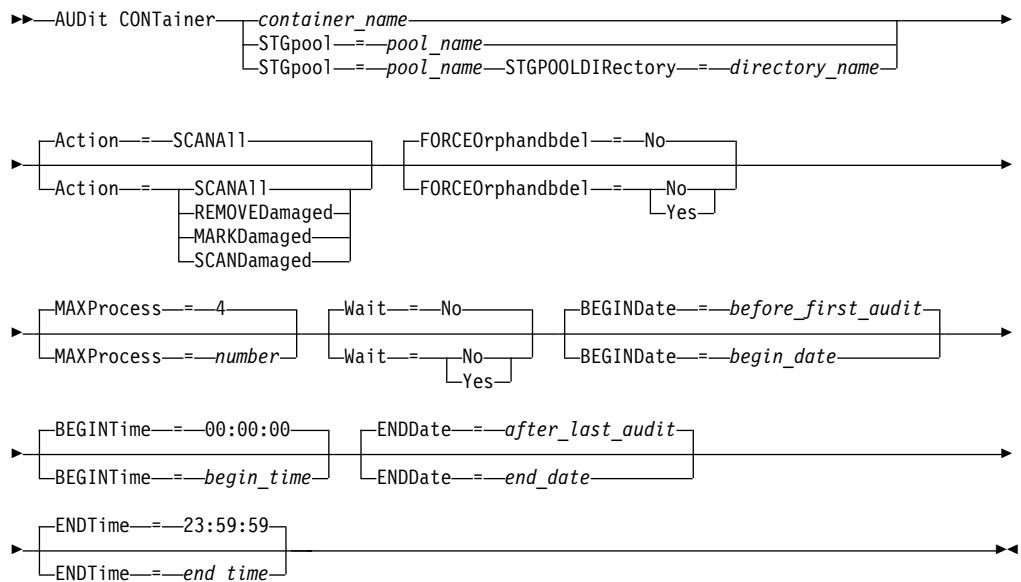 AUDit CONTainer container_name
STGpool = pool_name
STGpool = pool_name STGPOOLDIRectory = directory_name
Action = SCANAll FORCEOrphandbdel = No
Action = SCANAll FORCEOrphandbdel = No
REMOVEDamaged Yes
MARKDamaged
SCANDamaged
MAXProcess = 4 Wait = No BEGINDate = before_first_audit
MAXProcess = number Wait = No BEGINDate = begin_date
Yes
BEGINTime = 00:00:00 ENDDate = after_last_audit
BEGINTime = begin_time ENDDate = end_date
ENDTime = 23:59:59
ENDTime = end_time